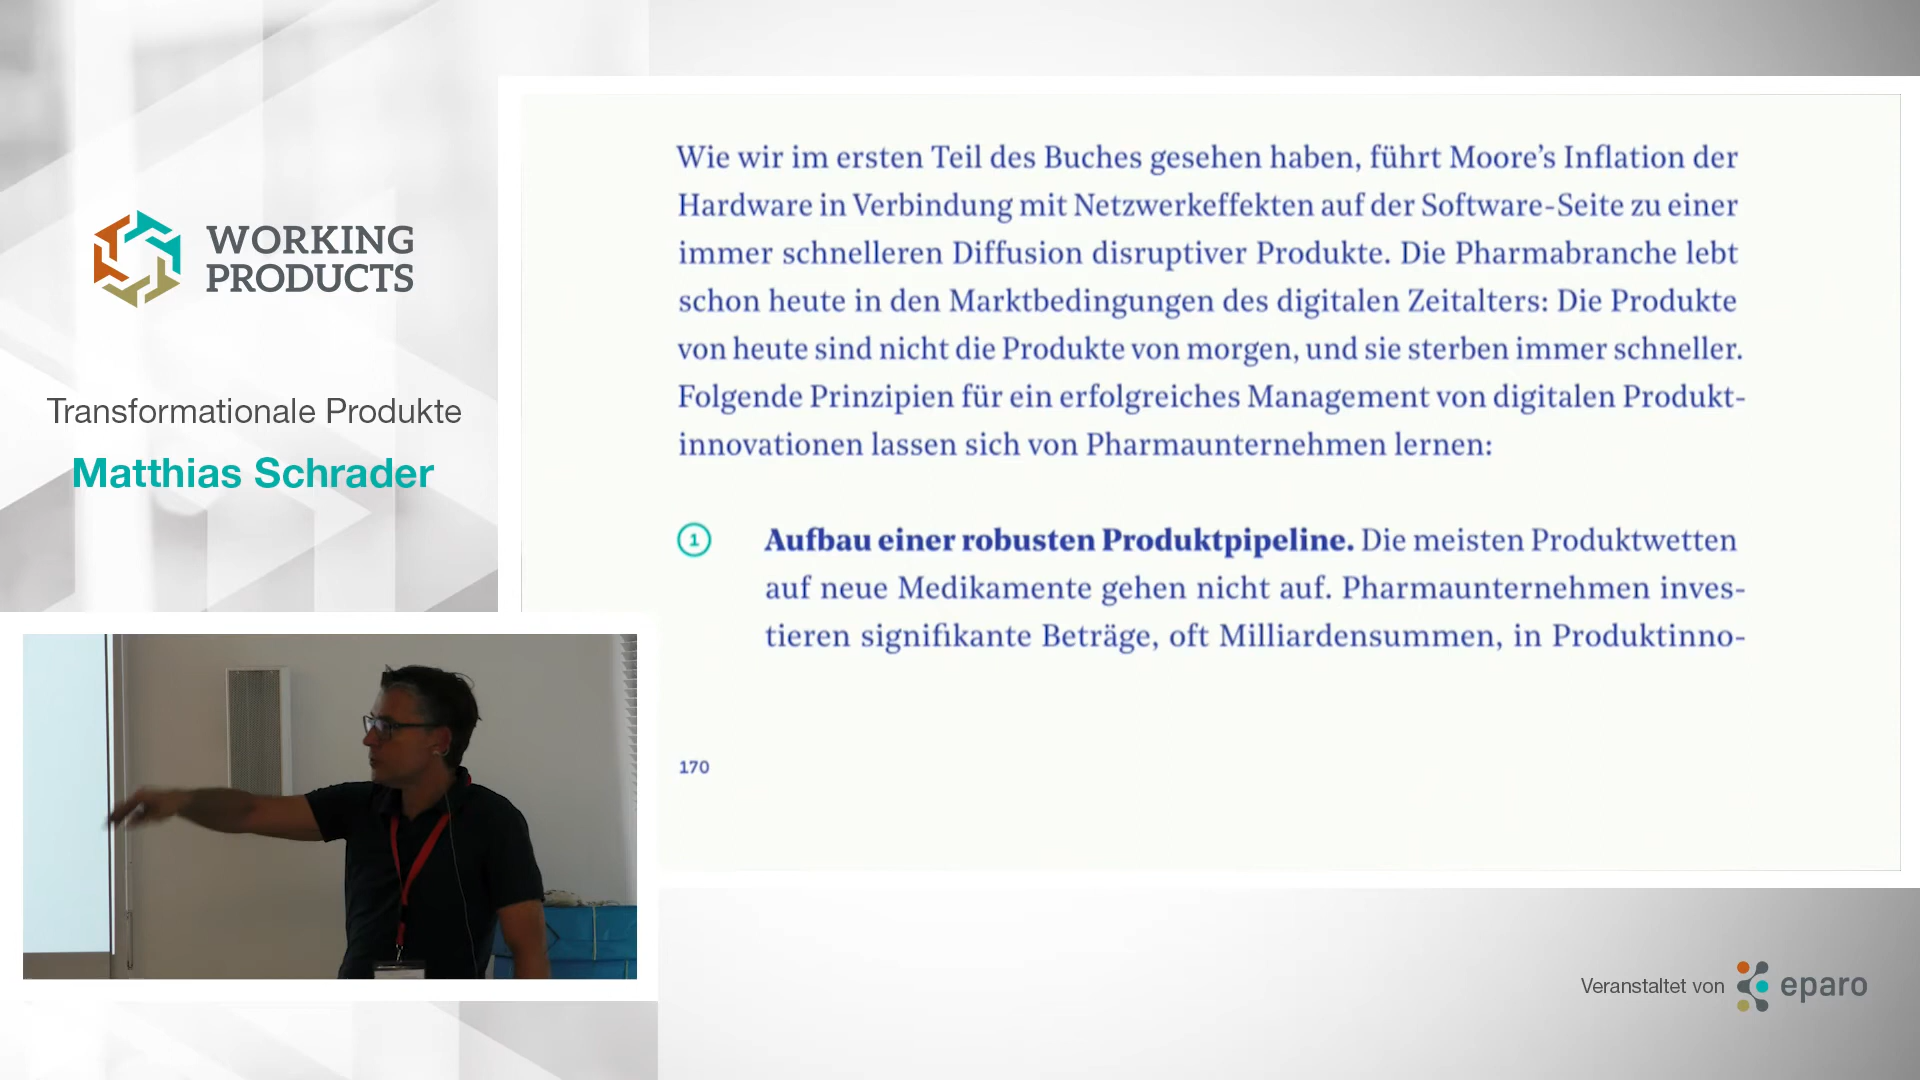 WORKING
PRODUCTS
Transformationale Produkte
Matthias Schrader
Wie wir im ersten Teil des Buches gesehen haben, führt Moore’s Inflation der
Hardware in Verbindung mit Netzwerkeffekten auf der Software-Seite zu einer
immer schnelleren Diffusion disruptiver Produkte. Die Pharmabranche lebt
schon heute in den Marktbedingungen des digitalen Zeitalters: Die Produkte
von heute sind nicht die Produkte von morgen, und sie sterben immer schneller.
Folgende Prinzipien für ein erfolgreiches Management von digitalen Produkt-
innovationen lassen sich von Pharmaunternehmen lernen:
1 Aufbau einer robusten Produktpipeline. Die meisten Produktwetten
auf neue Medikamente gehen nicht auf. Pharmaunternehmen inves-
tieren signifikante Beträge, oft Milliardensummen, in Produktinno-
170
Veranstaltet von eparo